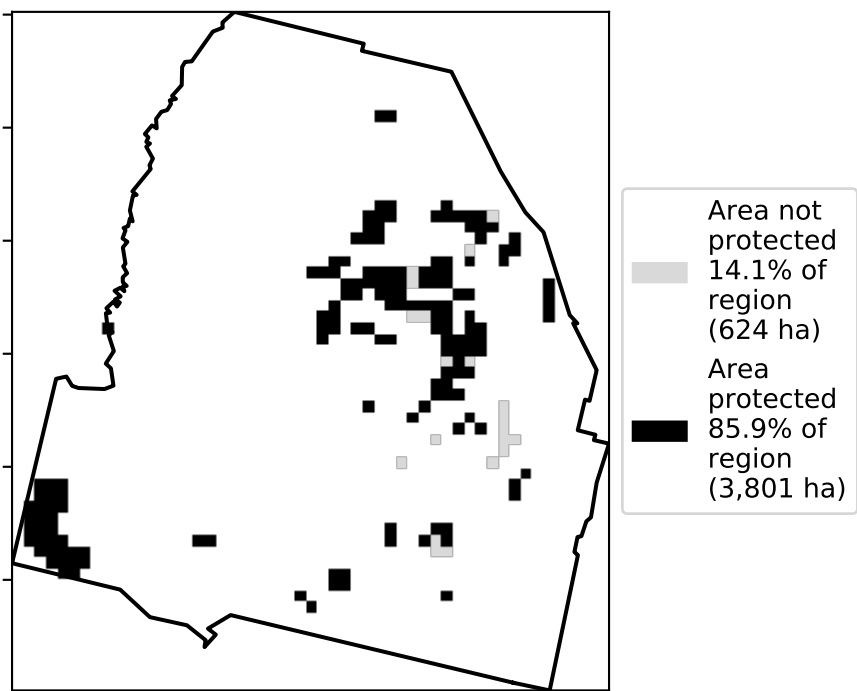 Area not
protected
14.1% of
region
(624 ha)
Area
protected
85.9% of
region
(3,801 ha)